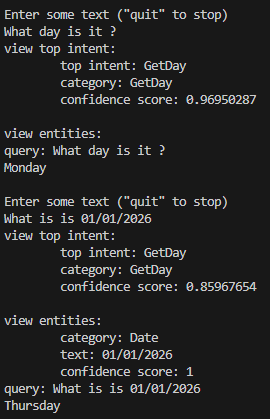 Enter some text ("quit" to stop)
What day is it ?
view top intent:
top intent: GetDay
category: GetDay
confidence score: 0.96950287
view entities:
query: What day is it ?
Monday
Enter some text ("quit" to stop)
What is is 01/01/2026
view top intent:
top intent: GetDay
category: GetDay
confidence score: 0.85967654
view entities:
category: Date
text: 01/01/2026
confidence score: 1
query: What is is 01/01/2026
Thursday